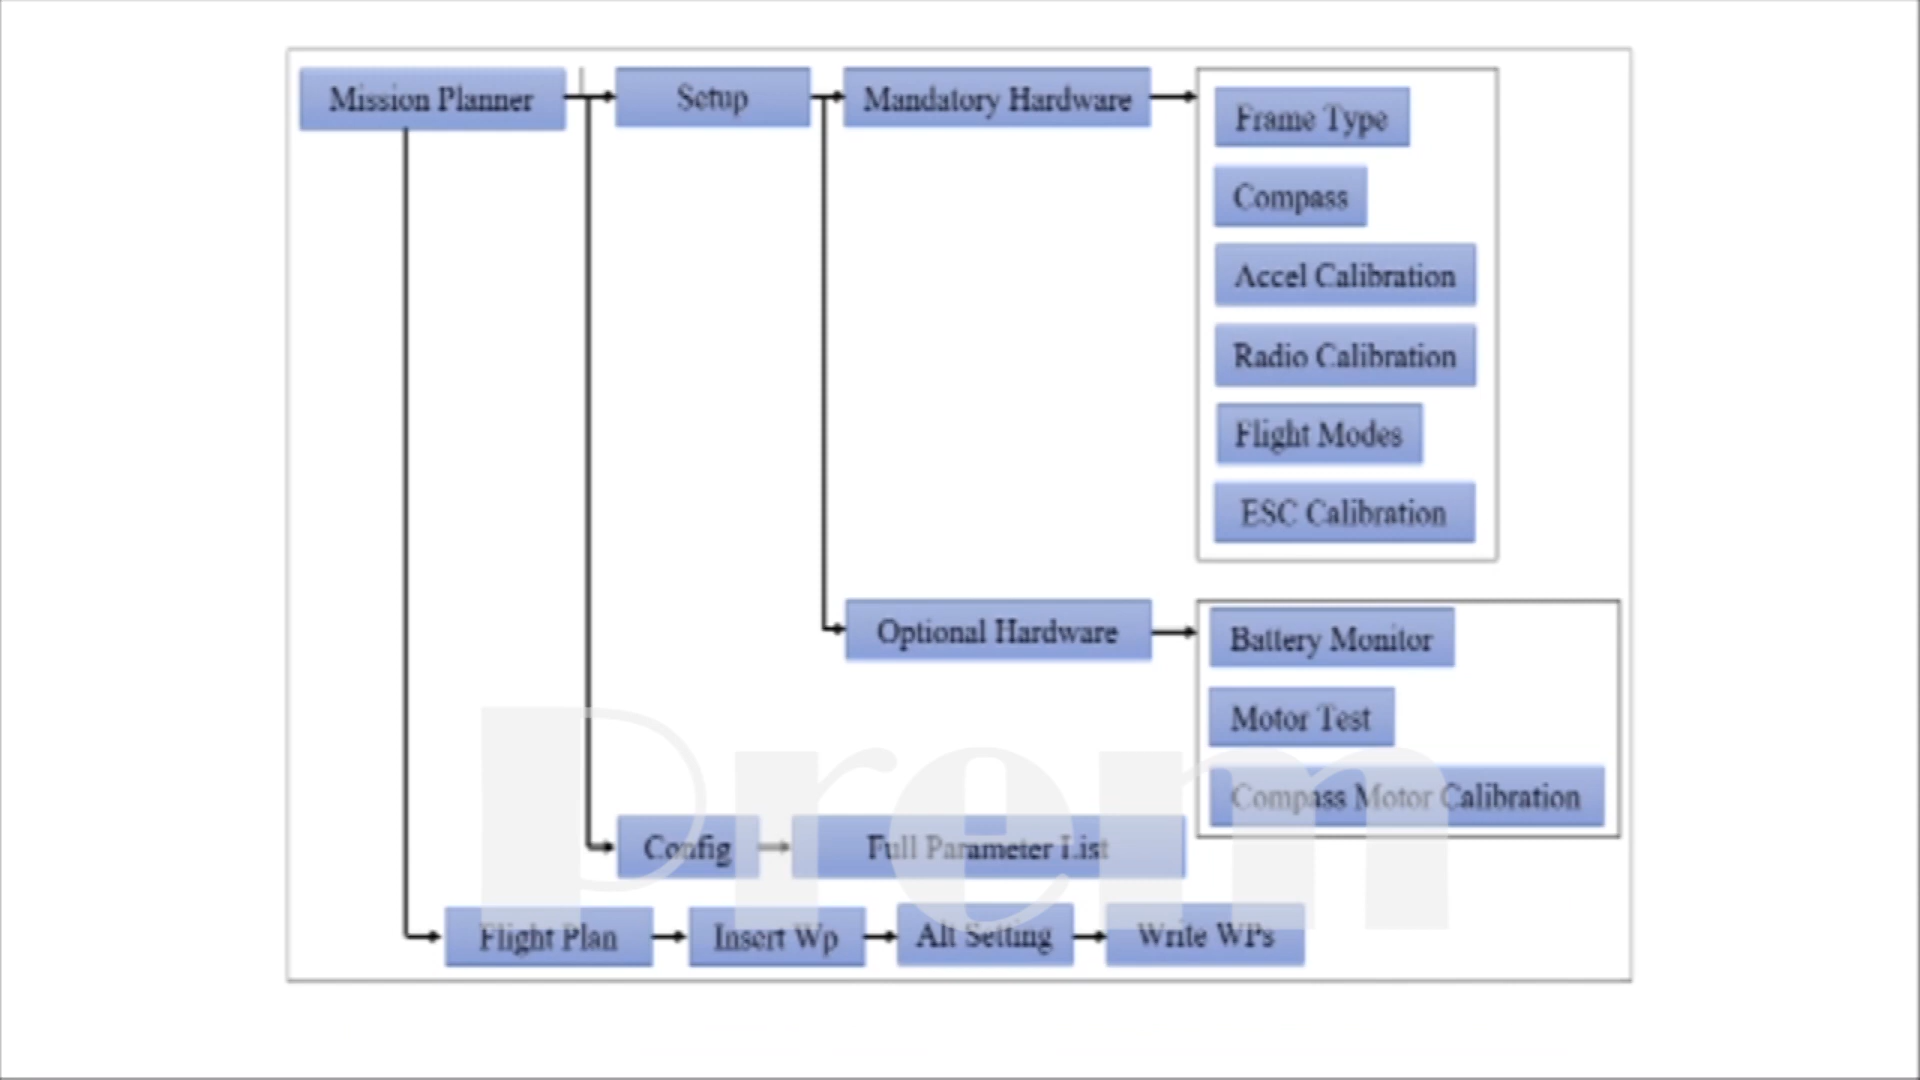 Mission Planner
Setup
Mandatory Hardware
Frame Type
Compass
Accel Calibration
Radio Calibration
Flight Modes
ESC Calibration
Optional Hardware
Battery Monitor
Motor Test
Compass Motor Calibration
Config
Full Parameter List
Flight Plan
Insert Wp
Alt Setting
Write WPs
Prem